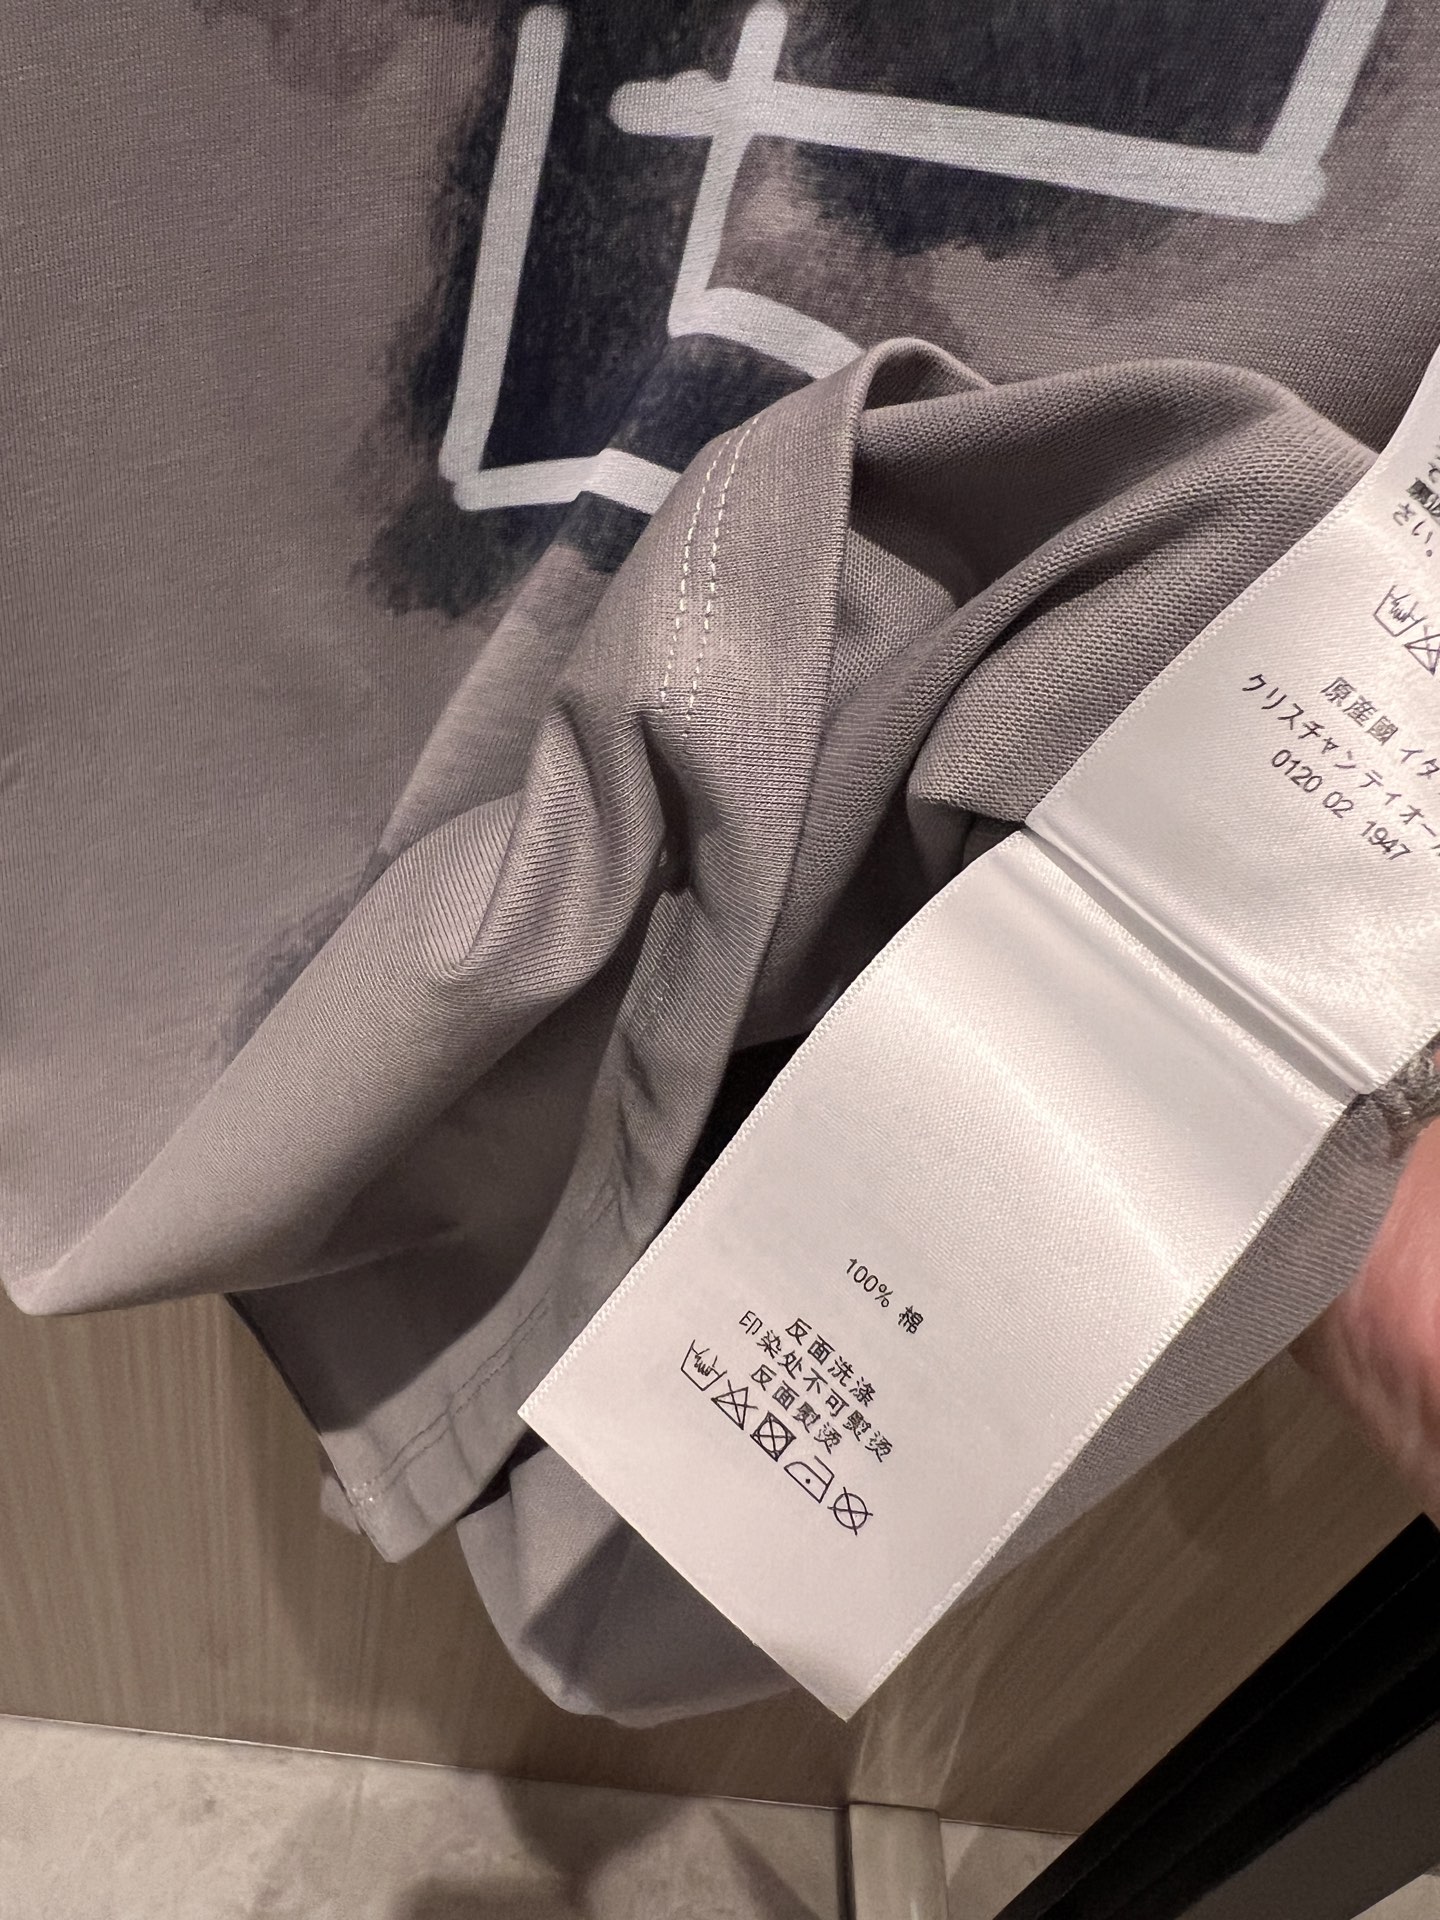 さい。
原産國 イタ
クリスチャンディオール
0120 02 1947
100% 棉
反面洗涤
印染处不可熨烫
反面熨烫